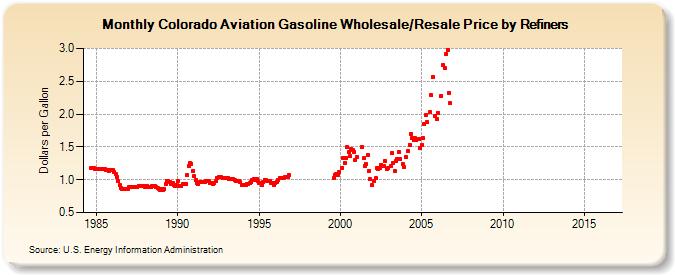 Monthly Colorado Aviation Gasoline Wholesale/Resale Price by Refiners
Dollars per Gallon
3.0
2.5
2.0
1.5
1.0
0.5
1985 1990 1995 2000 2005 2010 2015
Source: U.S. Energy Information Administration